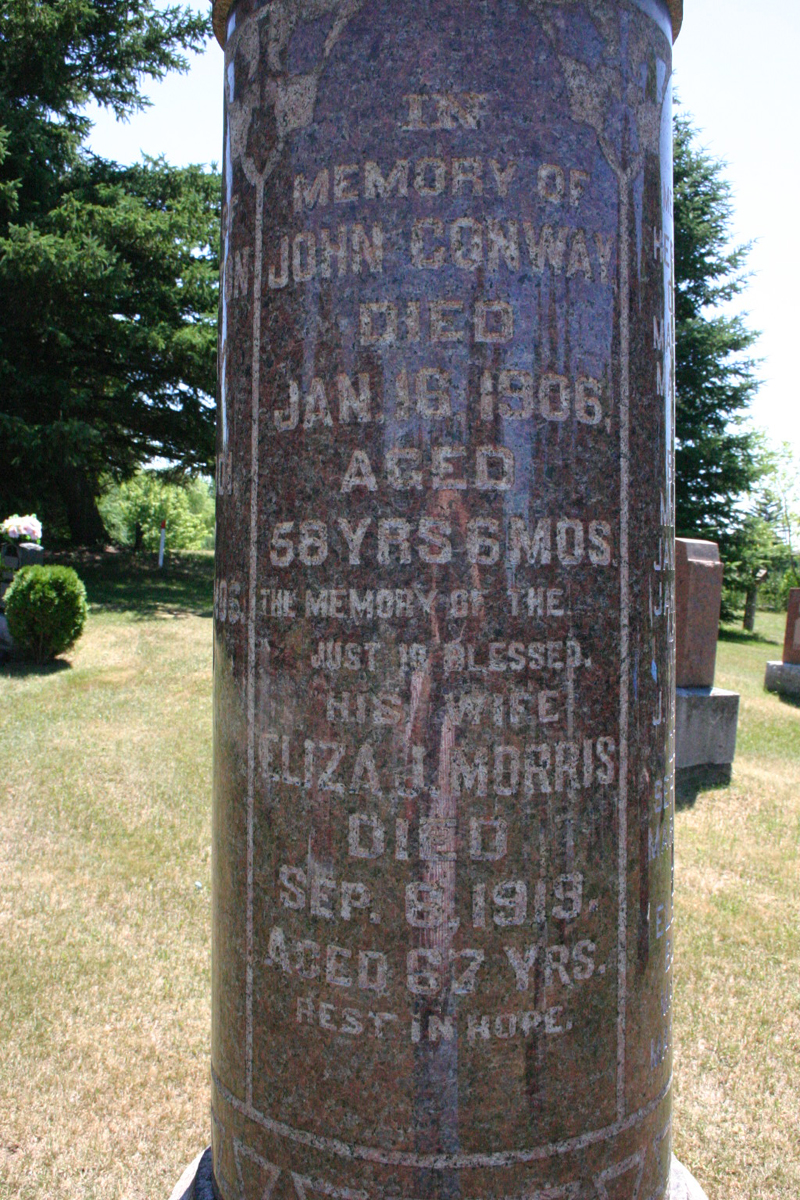 IN
MEMORY OF
JOHN CONWAY,
DIED
JAN. 16, 1906,
AGED
58 YRS 6 MOS.
THE MEMORY OF THE
JUST IS BLESSED.
HIS WIFE
ELIZA J. MORRIS
DIED
SEP. 8, 1919.
AGED 67 YRS.
REST IN HOPE.